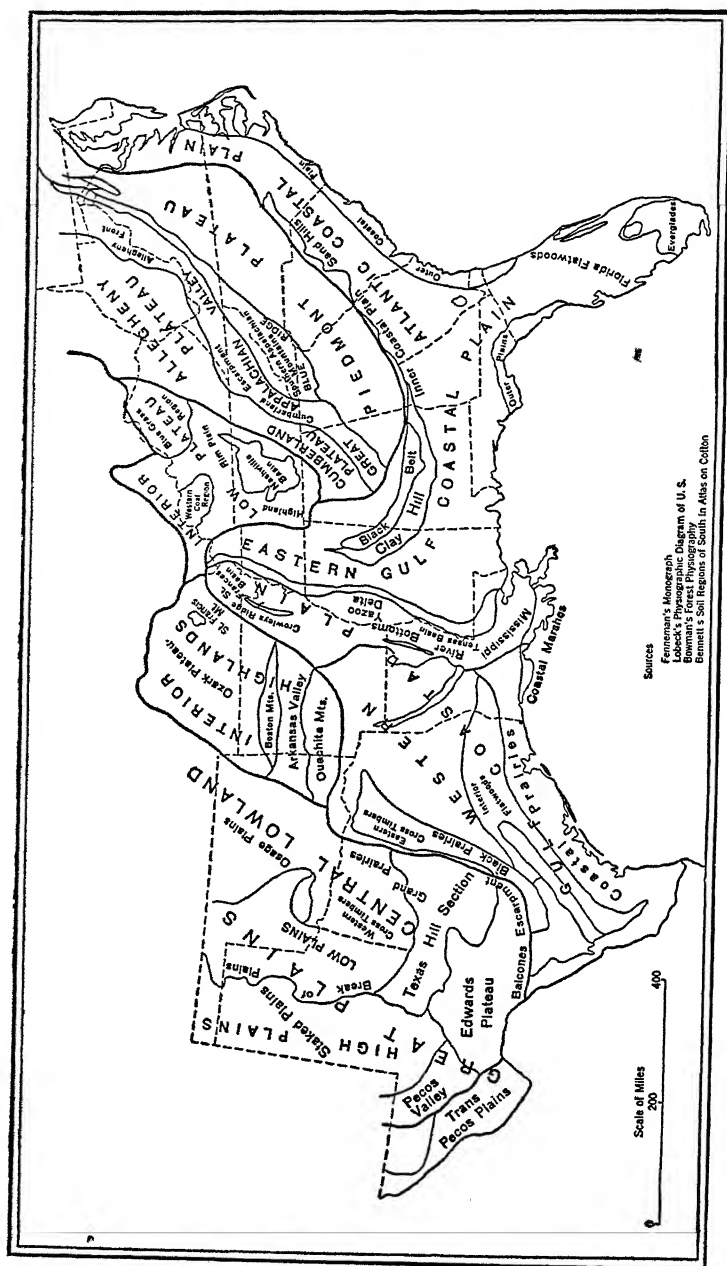 PLAIN
PLATEAU
ATLANTIC COASTAL
PIEDMONT
Sand Hills
Coastal
Plain
Outer
Inner Coastal Plain
Florida Flatwoods
Everglades
Outer
Plains
COASTAL PLAIN
Allegheny
Front
ALLEGHENY
PLATEAU
GREAT
APPALACHIAN
VALLEY
BLUE
RIDGE
Southern Appalachian
Mountains
Cumberland
Escarpment
CUMBERLAND
PLATEAU
INTERIOR
LOW
PLATEAU
Blue Grass
Region
Western
Coal
Region
Highland
Rim Plain
Nashville
Basin
EASTERN GULF
Black
Belt
Clay
Hill
INTERIOR
HIGHLANDS
Ozark Plateau
St. Francis
Mt
Boston Mts.
Arkansas Valley
Ouachita Mts.
Crowleys Ridge
St. Frances
Basin
PLAIN
Yazoo
Delta
Mississippi
River
Bottoms
Tensas Basin
Coastal Marshes
WESTERN
COASTAL
Interior
Flatwoods
GULF
Coastal Prairies
Black Prairies
Eastern
Cross Timbers
CENTRAL
LOWLAND
Osage Plains
Grand
Prairies
Western
Cross Timbers
LOW PLAINS
GREAT
PLAINS
Break of
Plains
HIGH PLAINS
Staked Plains
Texas
Hill
Section
Edwards
Plateau
Balcones
Escarpment
Pecos
Valley
Trans
Pecos Plains
Scale of Miles
0
200
400
Sources
Fenneman's Monograph
Lobeck's Physiographic Diagram of U. S.
Bowman's Forest Physiography
Bennett s Soil Regions of South in Atlas on Cotton